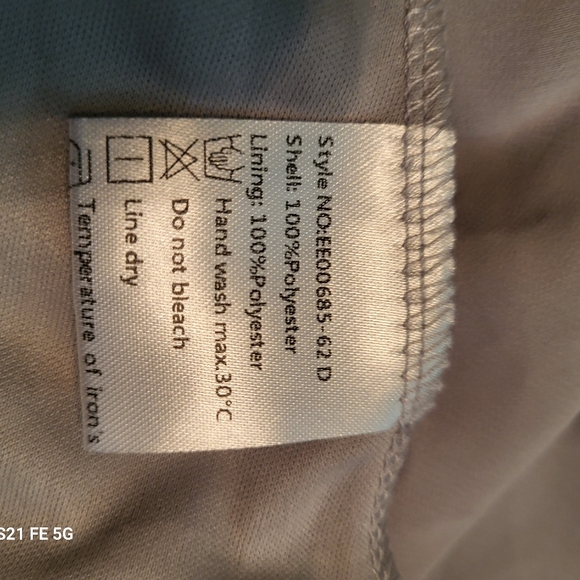 Style NO:EE00685-62 D
Shell: 100%Polyester
Lining: 100%Polyester
Hand wash max.30°C
Do not bleach
Line dry
Temperature of iron's
S21 FE 5G